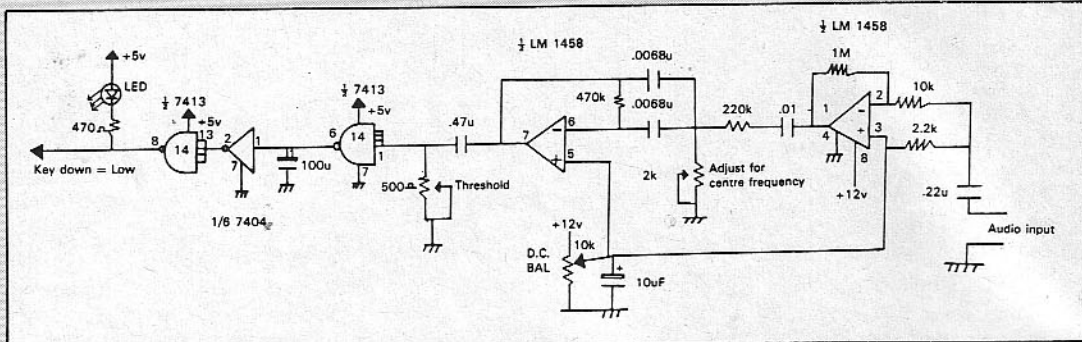 ½ LM 1458
½ LM 1458
1M
+5v
LED
470Ω
½ 7413
+5v
13
8
14
2
1
7
Key down = Low
1/6 7404
100u
½ 7413
+5v
6
14
1
7
500Ω
Threshold
.47u
7
6
5
470k
.0068u
.0068u
2k
Adjust for
centre frequency
220k
.01
1
2
3
4
8
+12v
10k
2.2k
.22u
Audio input
+12v
10k
D.C.
BAL
+
10uF